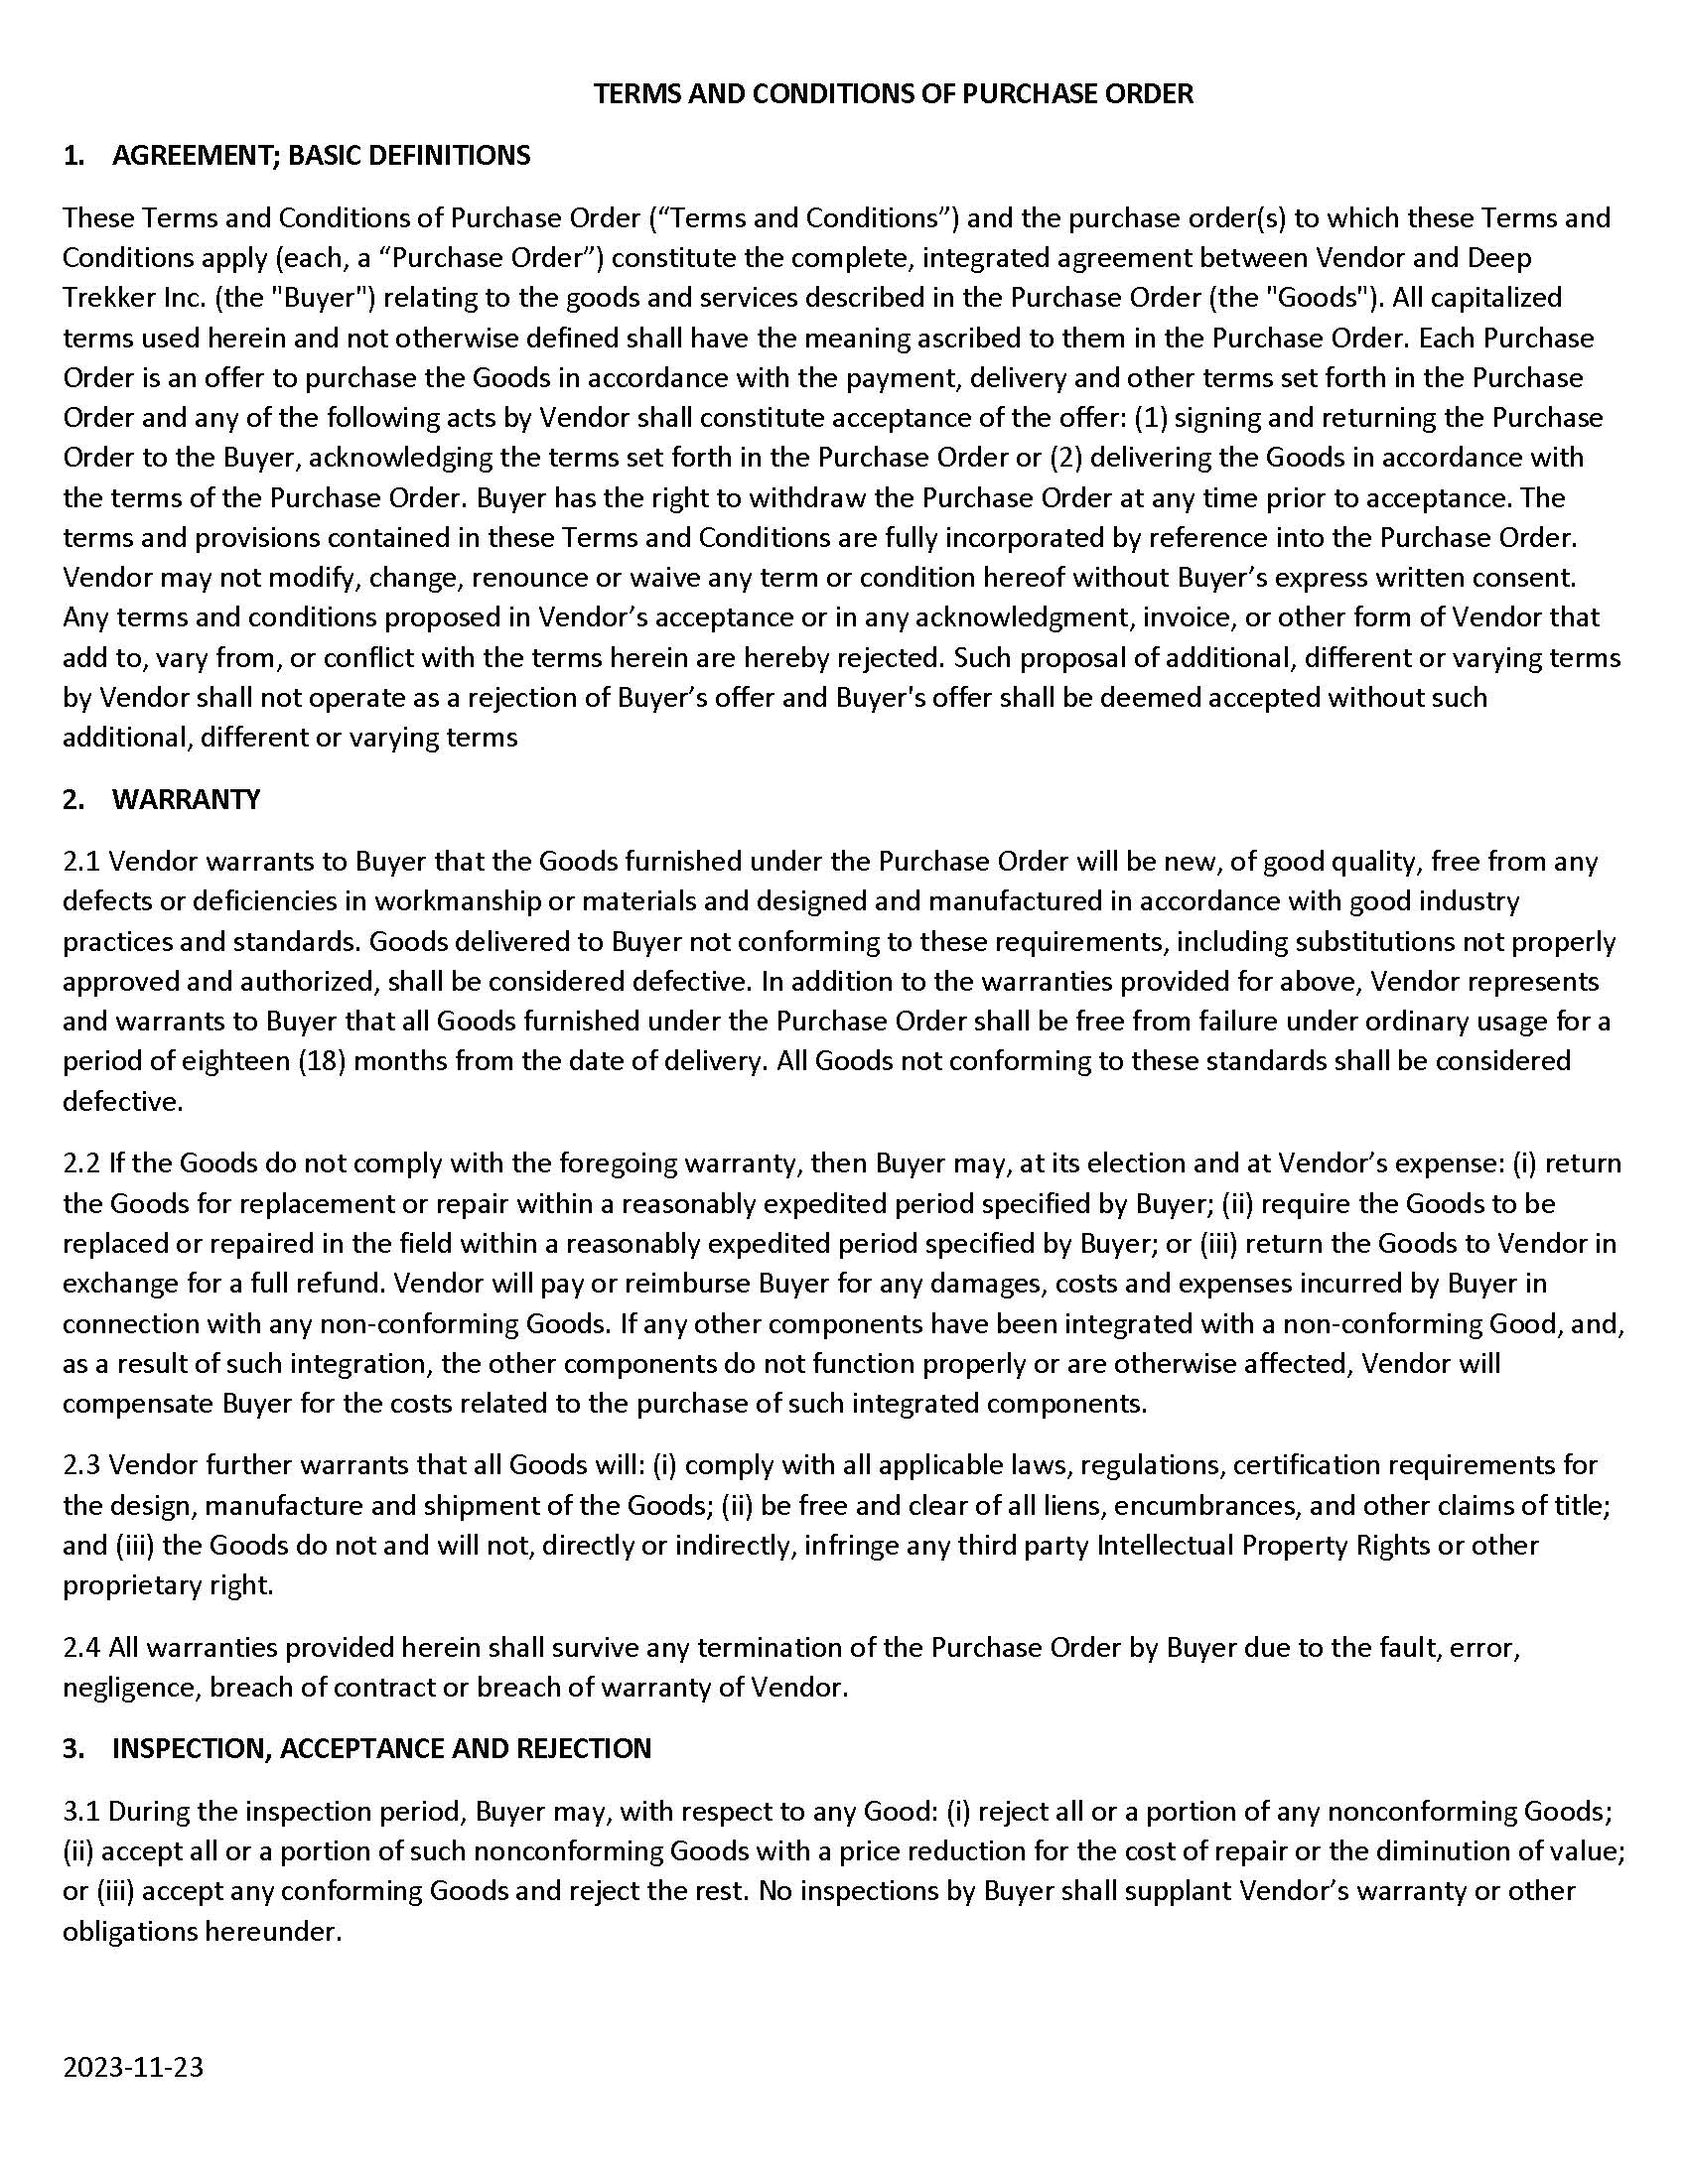 TERMS AND CONDITIONS OF PURCHASE ORDER
1. AGREEMENT; BASIC DEFINITIONS
These Terms and Conditions of Purchase Order (“Terms and Conditions”) and the purchase order(s) to which these Terms and
Conditions apply (each, a “Purchase Order”) constitute the complete, integrated agreement between Vendor and Deep
Trekker Inc. (the "Buyer") relating to the goods and services described in the Purchase Order (the "Goods"). All capitalized
terms used herein and not otherwise defined shall have the meaning ascribed to them in the Purchase Order. Each Purchase
Order is an offer to purchase the Goods in accordance with the payment, delivery and other terms set forth in the Purchase
Order and any of the following acts by Vendor shall constitute acceptance of the offer: (1) signing and returning the Purchase
Order to the Buyer, acknowledging the terms set forth in the Purchase Order or (2) delivering the Goods in accordance with
the terms of the Purchase Order. Buyer has the right to withdraw the Purchase Order at any time prior to acceptance. The
terms and provisions contained in these Terms and Conditions are fully incorporated by reference into the Purchase Order.
Vendor may not modify, change, renounce or waive any term or condition hereof without Buyer’s express written consent.
Any terms and conditions proposed in Vendor’s acceptance or in any acknowledgment, invoice, or other form of Vendor that
add to, vary from, or conflict with the terms herein are hereby rejected. Such proposal of additional, different or varying terms
by Vendor shall not operate as a rejection of Buyer’s offer and Buyer's offer shall be deemed accepted without such
additional, different or varying terms
2. WARRANTY
2.1 Vendor warrants to Buyer that the Goods furnished under the Purchase Order will be new, of good quality, free from any
defects or deficiencies in workmanship or materials and designed and manufactured in accordance with good industry
practices and standards. Goods delivered to Buyer not conforming to these requirements, including substitutions not properly
approved and authorized, shall be considered defective. In addition to the warranties provided for above, Vendor represents
and warrants to Buyer that all Goods furnished under the Purchase Order shall be free from failure under ordinary usage for a
period of eighteen (18) months from the date of delivery. All Goods not conforming to these standards shall be considered
defective.
2.2 If the Goods do not comply with the foregoing warranty, then Buyer may, at its election and at Vendor’s expense: (i) return
the Goods for replacement or repair within a reasonably expedited period specified by Buyer; (ii) require the Goods to be
replaced or repaired in the field within a reasonably expedited period specified by Buyer; or (iii) return the Goods to Vendor in
exchange for a full refund. Vendor will pay or reimburse Buyer for any damages, costs and expenses incurred by Buyer in
connection with any non-conforming Goods. If any other components have been integrated with a non-conforming Good, and,
as a result of such integration, the other components do not function properly or are otherwise affected, Vendor will
compensate Buyer for the costs related to the purchase of such integrated components.
2.3 Vendor further warrants that all Goods will: (i) comply with all applicable laws, regulations, certification requirements for
the design, manufacture and shipment of the Goods; (ii) be free and clear of all liens, encumbrances, and other claims of title;
and (iii) the Goods do not and will not, directly or indirectly, infringe any third party Intellectual Property Rights or other
proprietary right.
2.4 All warranties provided herein shall survive any termination of the Purchase Order by Buyer due to the fault, error,
negligence, breach of contract or breach of warranty of Vendor.
3. INSPECTION, ACCEPTANCE AND REJECTION
3.1 During the inspection period, Buyer may, with respect to any Good: (i) reject all or a portion of any nonconforming Goods;
(ii) accept all or a portion of such nonconforming Goods with a price reduction for the cost of repair or the diminution of value;
or (iii) accept any conforming Goods and reject the rest. No inspections by Buyer shall supplant Vendor’s warranty or other
obligations hereunder.
2023-11-23